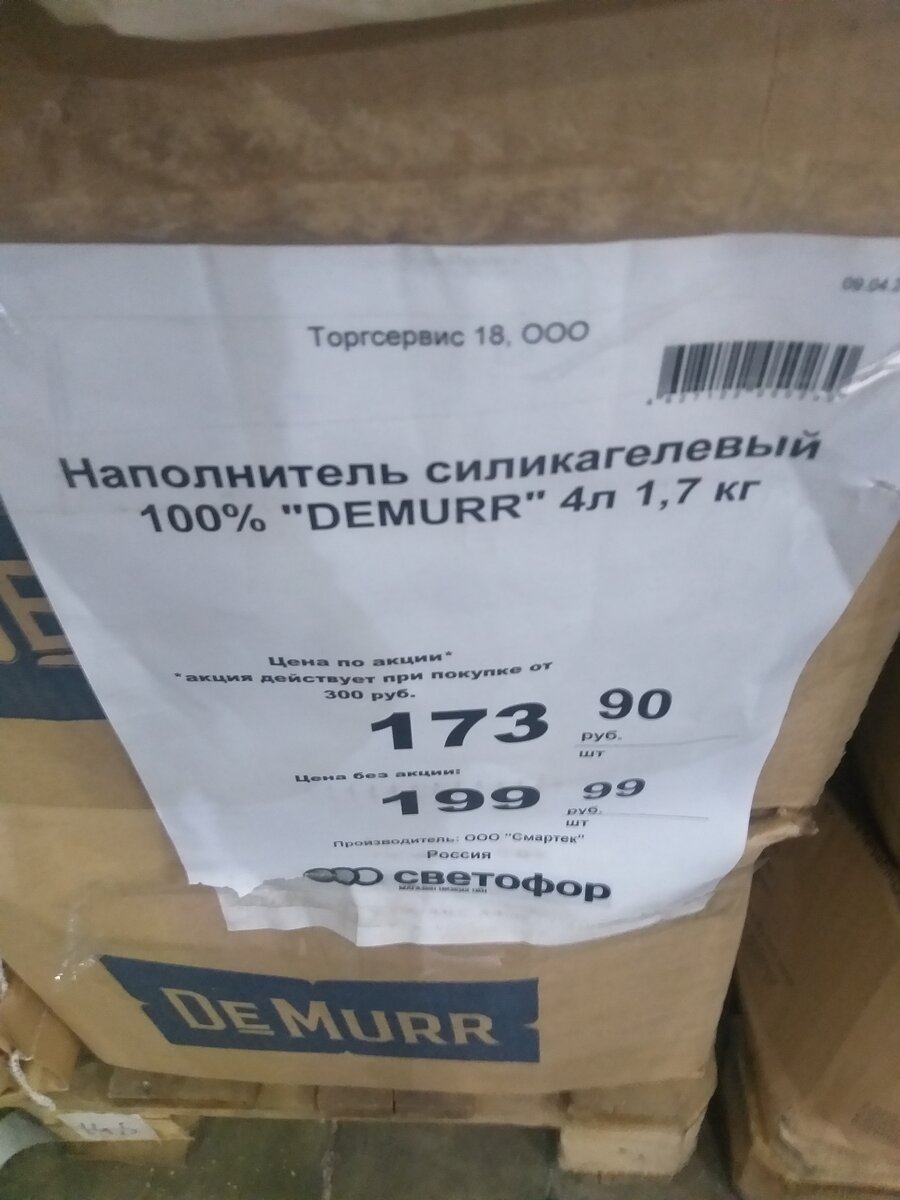 09.04.
Торгсервис 18, ООО
Наполнитель силикагелевый
100% "DEMURR" 4л 1,7 кг
Цена по акции*
*акция действует при покупке от
300 руб.
173 90
руб.
шт
Цена без акции:
199 99
руб.
шт
Производитель: ООО "Смартек"
Россия
светофор
DEMURR